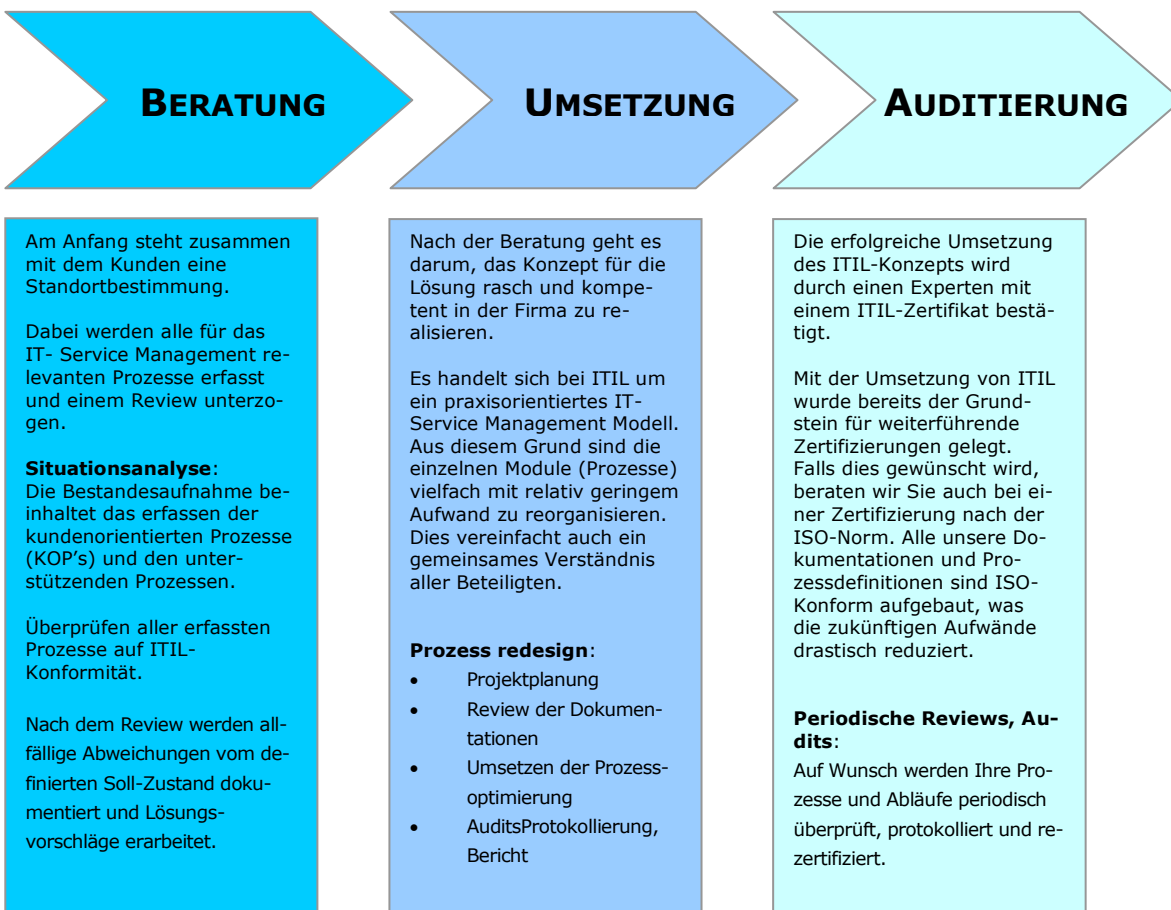 BERATUNG
UMSETZUNG
AUDITIERUNG
Am Anfang steht zusammen
mit dem Kunden eine
Standortbestimmung.
Dabei werden alle für das
IT- Service Management re-
levanten Prozesse erfasst
und einem Review unterzo-
gen.
Situationsanalyse:
Die Bestandesaufnahme be-
inhaltet das erfassen der
kundenorientierten Prozesse
(KOP's) und den unter-
stützenden Prozessen.
Überprüfen aller erfassten
Prozesse auf ITIL-
Konformität.
Nach dem Review werden all-
fällige Abweichungen vom de-
finierten Soll-Zustand doku-
mentiert und Lösungs-
vorschläge erarbeitet.
Nach der Beratung geht es
darum, das Konzept für die
Lösung rasch und kompe-
tent in der Firma zu re-
alisieren.
Es handelt sich bei ITIL um
ein praxisorientiertes IT-
Service Management Modell.
Aus diesem Grund sind die
einzelnen Module (Prozesse)
vielfach mit relativ geringem
Aufwand zu reorganisieren.
Dies vereinfacht auch ein
gemeinsames Verständnis
aller Beteiligten.
Prozess redesign:
• Projektplanung
• Review der Dokumen-
tationen
• Umsetzen der Prozess-
optimierung
• AuditsProtokollierung,
Bericht
Die erfolgreiche Umsetzung
des ITIL-Konzepts wird
durch einen Experten mit
einem ITIL-Zertifikat bestä-
tigt.
Mit der Umsetzung von ITIL
wurde bereits der Grund-
stein für weiterführende
Zertifizierungen gelegt.
Falls dies gewünscht wird,
beraten wir Sie auch bei ei-
ner Zertifizierung nach der
ISO-Norm. Alle unsere Do-
kumentationen und Pro-
zessdefinitionen sind ISO-
Konform aufgebaut, was
die zukünftigen Aufwände
drastisch reduziert.
Periodische Reviews, Au-
dits:
Auf Wunsch werden Ihre Pro-
zesse und Abläufe periodisch
überprüft, protokolliert und re-
zertifiziert.